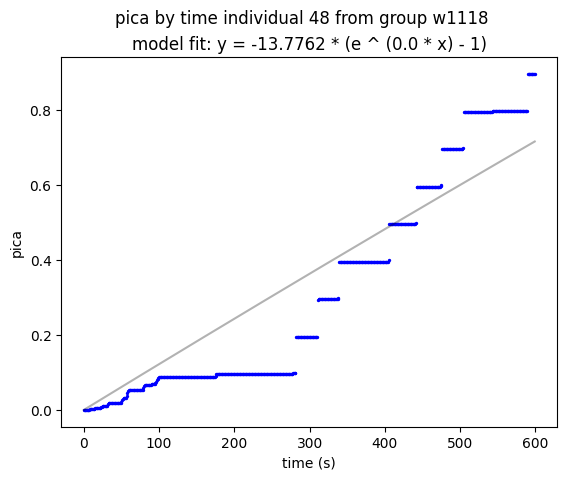 pica by time individual 48 from group w1118
model fit: y = -13.7762 * (e ^ (0.0 * x) - 1)
0.8
0.6
0.4
0.2
0.0
pica
0 100 200 300 400 500 600
time (s)